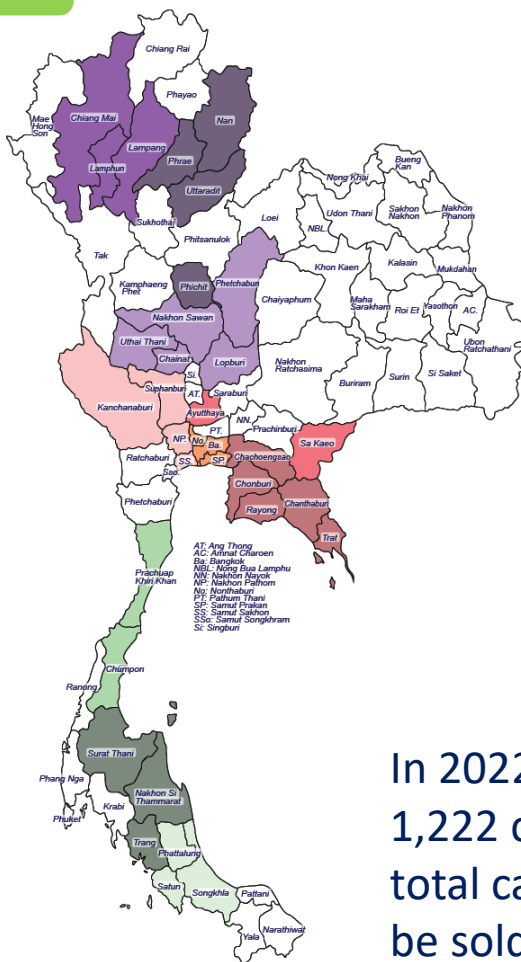 Chiang Rai
Mae
Hong
Son
Chiang Mai
Phayao
Lampang
Nan
Lamphun
Phrae
Uttaradit
Sukhothai
Tak
Phitsanulok
Loei
Nong Khai
Bueng
Kan
NBL.
Udon Thani
Sakhon
Nakhon
Nakhon
Phanom
Kamphaeng
Phet
Phichit
Phetchabun
Khon Kaen
Kalasin
Mukdahan
Nakhon Sawan
Chaiyaphum
Maha
Sarakham
Roi Et
Yasothon
AC.
Uthai Thani
Chainat
Lopburi
Nakhon
Ratchasima
Buriram
Surin
Si Saket
Ubon
Ratchathani
Si.
Suphanburi
AT.
Saraburi
Kanchanaburi
Ayutthaya
NN.
Prachinburi
PT.
NP.
No.
Ba.
Sa Kaeo
Ratchaburi
SS.
SP.
Chachoengsao
Sso.
Chonburi
Phetchaburi
Rayong
Chanthaburi
Trat
Prachuap
Khiri Khan
AT: Ang Thong
AC: Amnat Charoen
Ba: Bangkok
NBL: Nong Bua Lamphu
NN: Nakhon Nayok
NP: Nakhon Pathom
No: Nonthaburi
PT: Pathum Thani
SP: Samut Prakan
SS: Samut Sakhon
SSo: Samut Songkhram
Si: Singburi
Chumpon
Ranong
Surat Thani
Phang Nga
Nakhon Si
Thammarat
Krabi
Phuket
Trang
Phattalung
Satun
Songkhla
Pattani
Yala
Narathiwat
In 2022
1,222
total ca
be sold